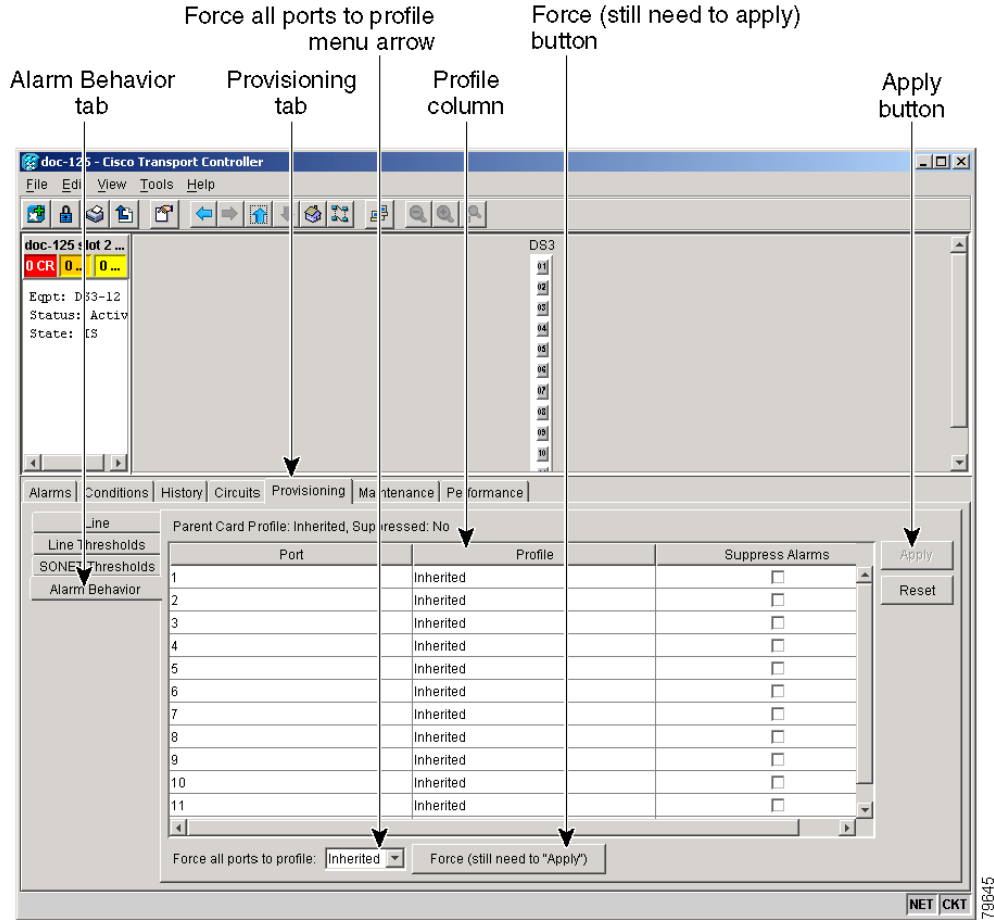 Force all ports to profile
menu arrow
Force (still need to apply)
button
Alarm Behavior
tab
Provisioning
tab
Profile
column
Apply
button
doc-125 - Cisco Transport Controller
File Edit View Tools Help
doc-125 slot 2 ...
0 CR 0 ... 0 ...
Eqpt: DS3-12
Status: Activ
State: IS
DS3
01
02
03
04
05
06
07
08
09
10
Alarms Conditions History Circuits Provisioning Maintenance Performance
Line
Line Thresholds
SONET Thresholds
Alarm Behavior
Parent Card Profile: Inherited, Suppressed: No
Port Profile Suppress Alarms
1 Inherited
2 Inherited
3 Inherited
4 Inherited
5 Inherited
6 Inherited
7 Inherited
8 Inherited
9 Inherited
10 Inherited
11 Inherited
Apply
Reset
Force all ports to profile: Inherited Force (still need to "Apply")
NET CKT
79645